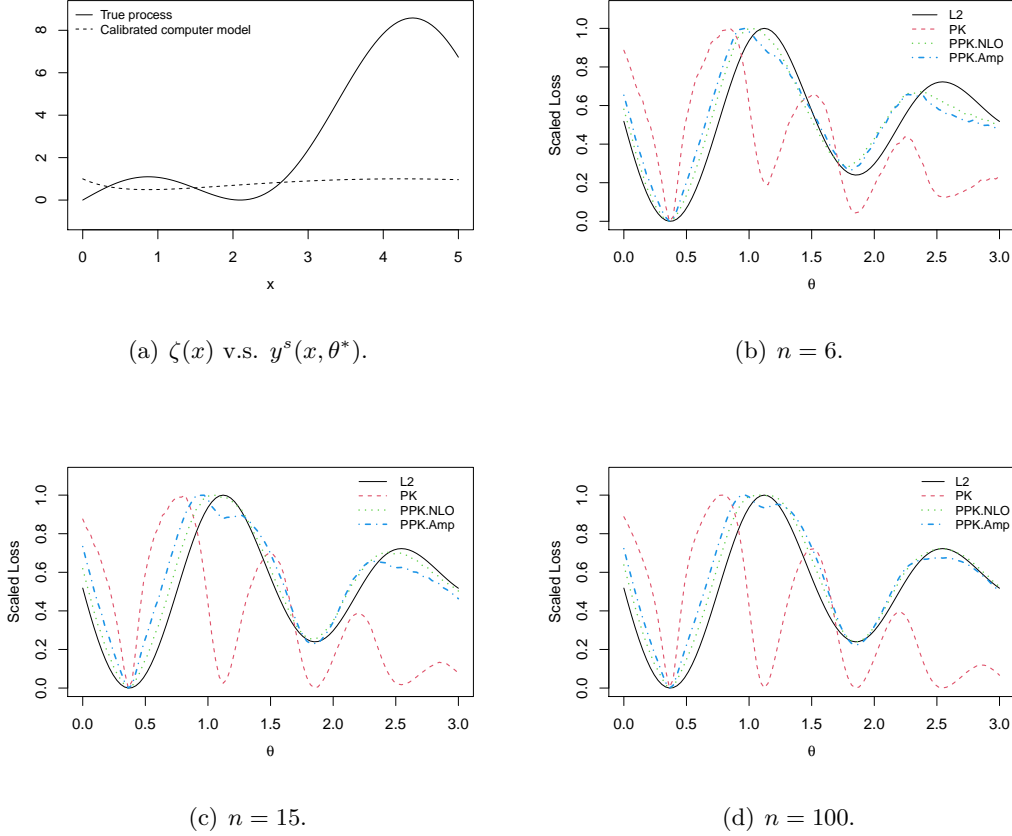 True process
Calibrated computer model
0 2 4 6 8
0 1 2 3 4 5
x
(a) ζ(x) v.s. y^s(x, θ*).
L2
PK
PPK.NLO
PPK.Amp
Scaled Loss
0.0 0.2 0.4 0.6 0.8 1.0
0.0 0.5 1.0 1.5 2.0 2.5 3.0
θ
(b) n = 6.
L2
PK
PPK.NLO
PPK.Amp
Scaled Loss
0.0 0.2 0.4 0.6 0.8 1.0
0.0 0.5 1.0 1.5 2.0 2.5 3.0
θ
(c) n = 15.
L2
PK
PPK.NLO
PPK.Amp
Scaled Loss
0.0 0.2 0.4 0.6 0.8 1.0
0.0 0.5 1.0 1.5 2.0 2.5 3.0
θ
(d) n = 100.